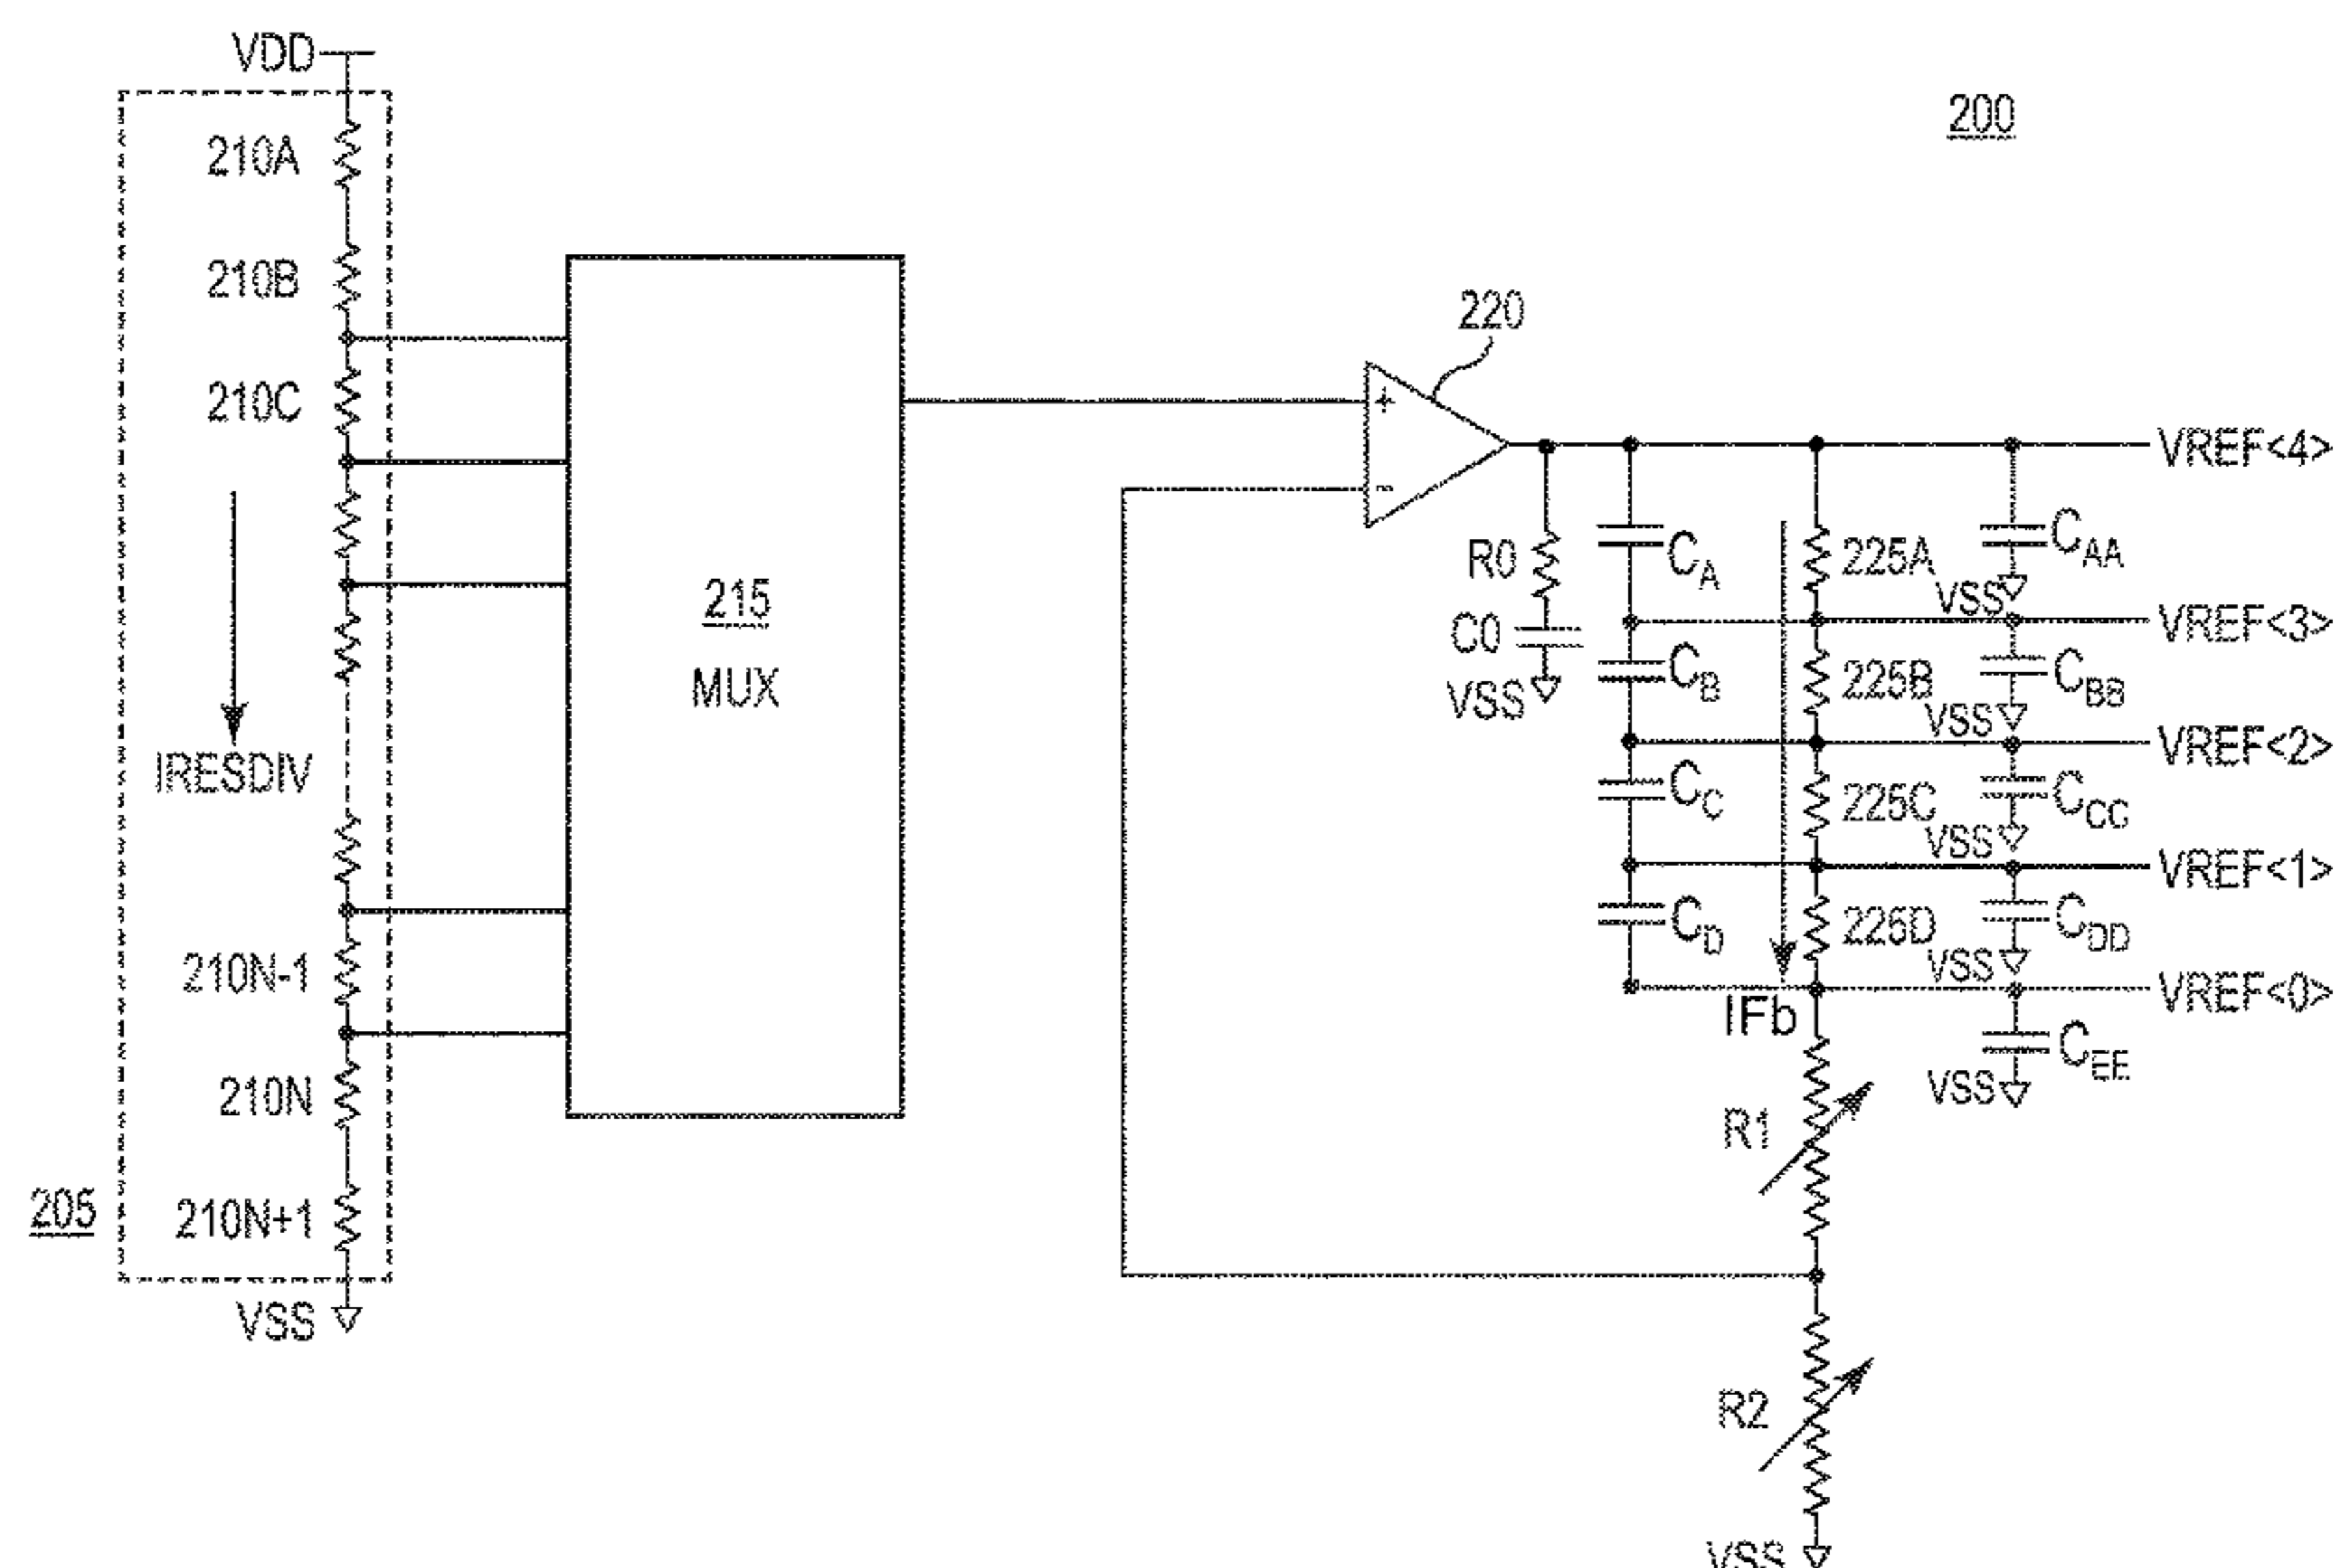 VDD
200
210A
210B
210C
IRESDIV
210N-1
210N
210N+1
205
VSS
215
MUX
220
+
-
R0
C0
VSS
CA
CB
CC
CD
225A
225B
225C
225D
IFb
CAA
VSS
CBB
VSS
CCC
VSS
CDD
VSS
CEE
VSS
VREF<4>
VREF<3>
VREF<2>
VREF<1>
VREF<0>
R1
R2
VSS